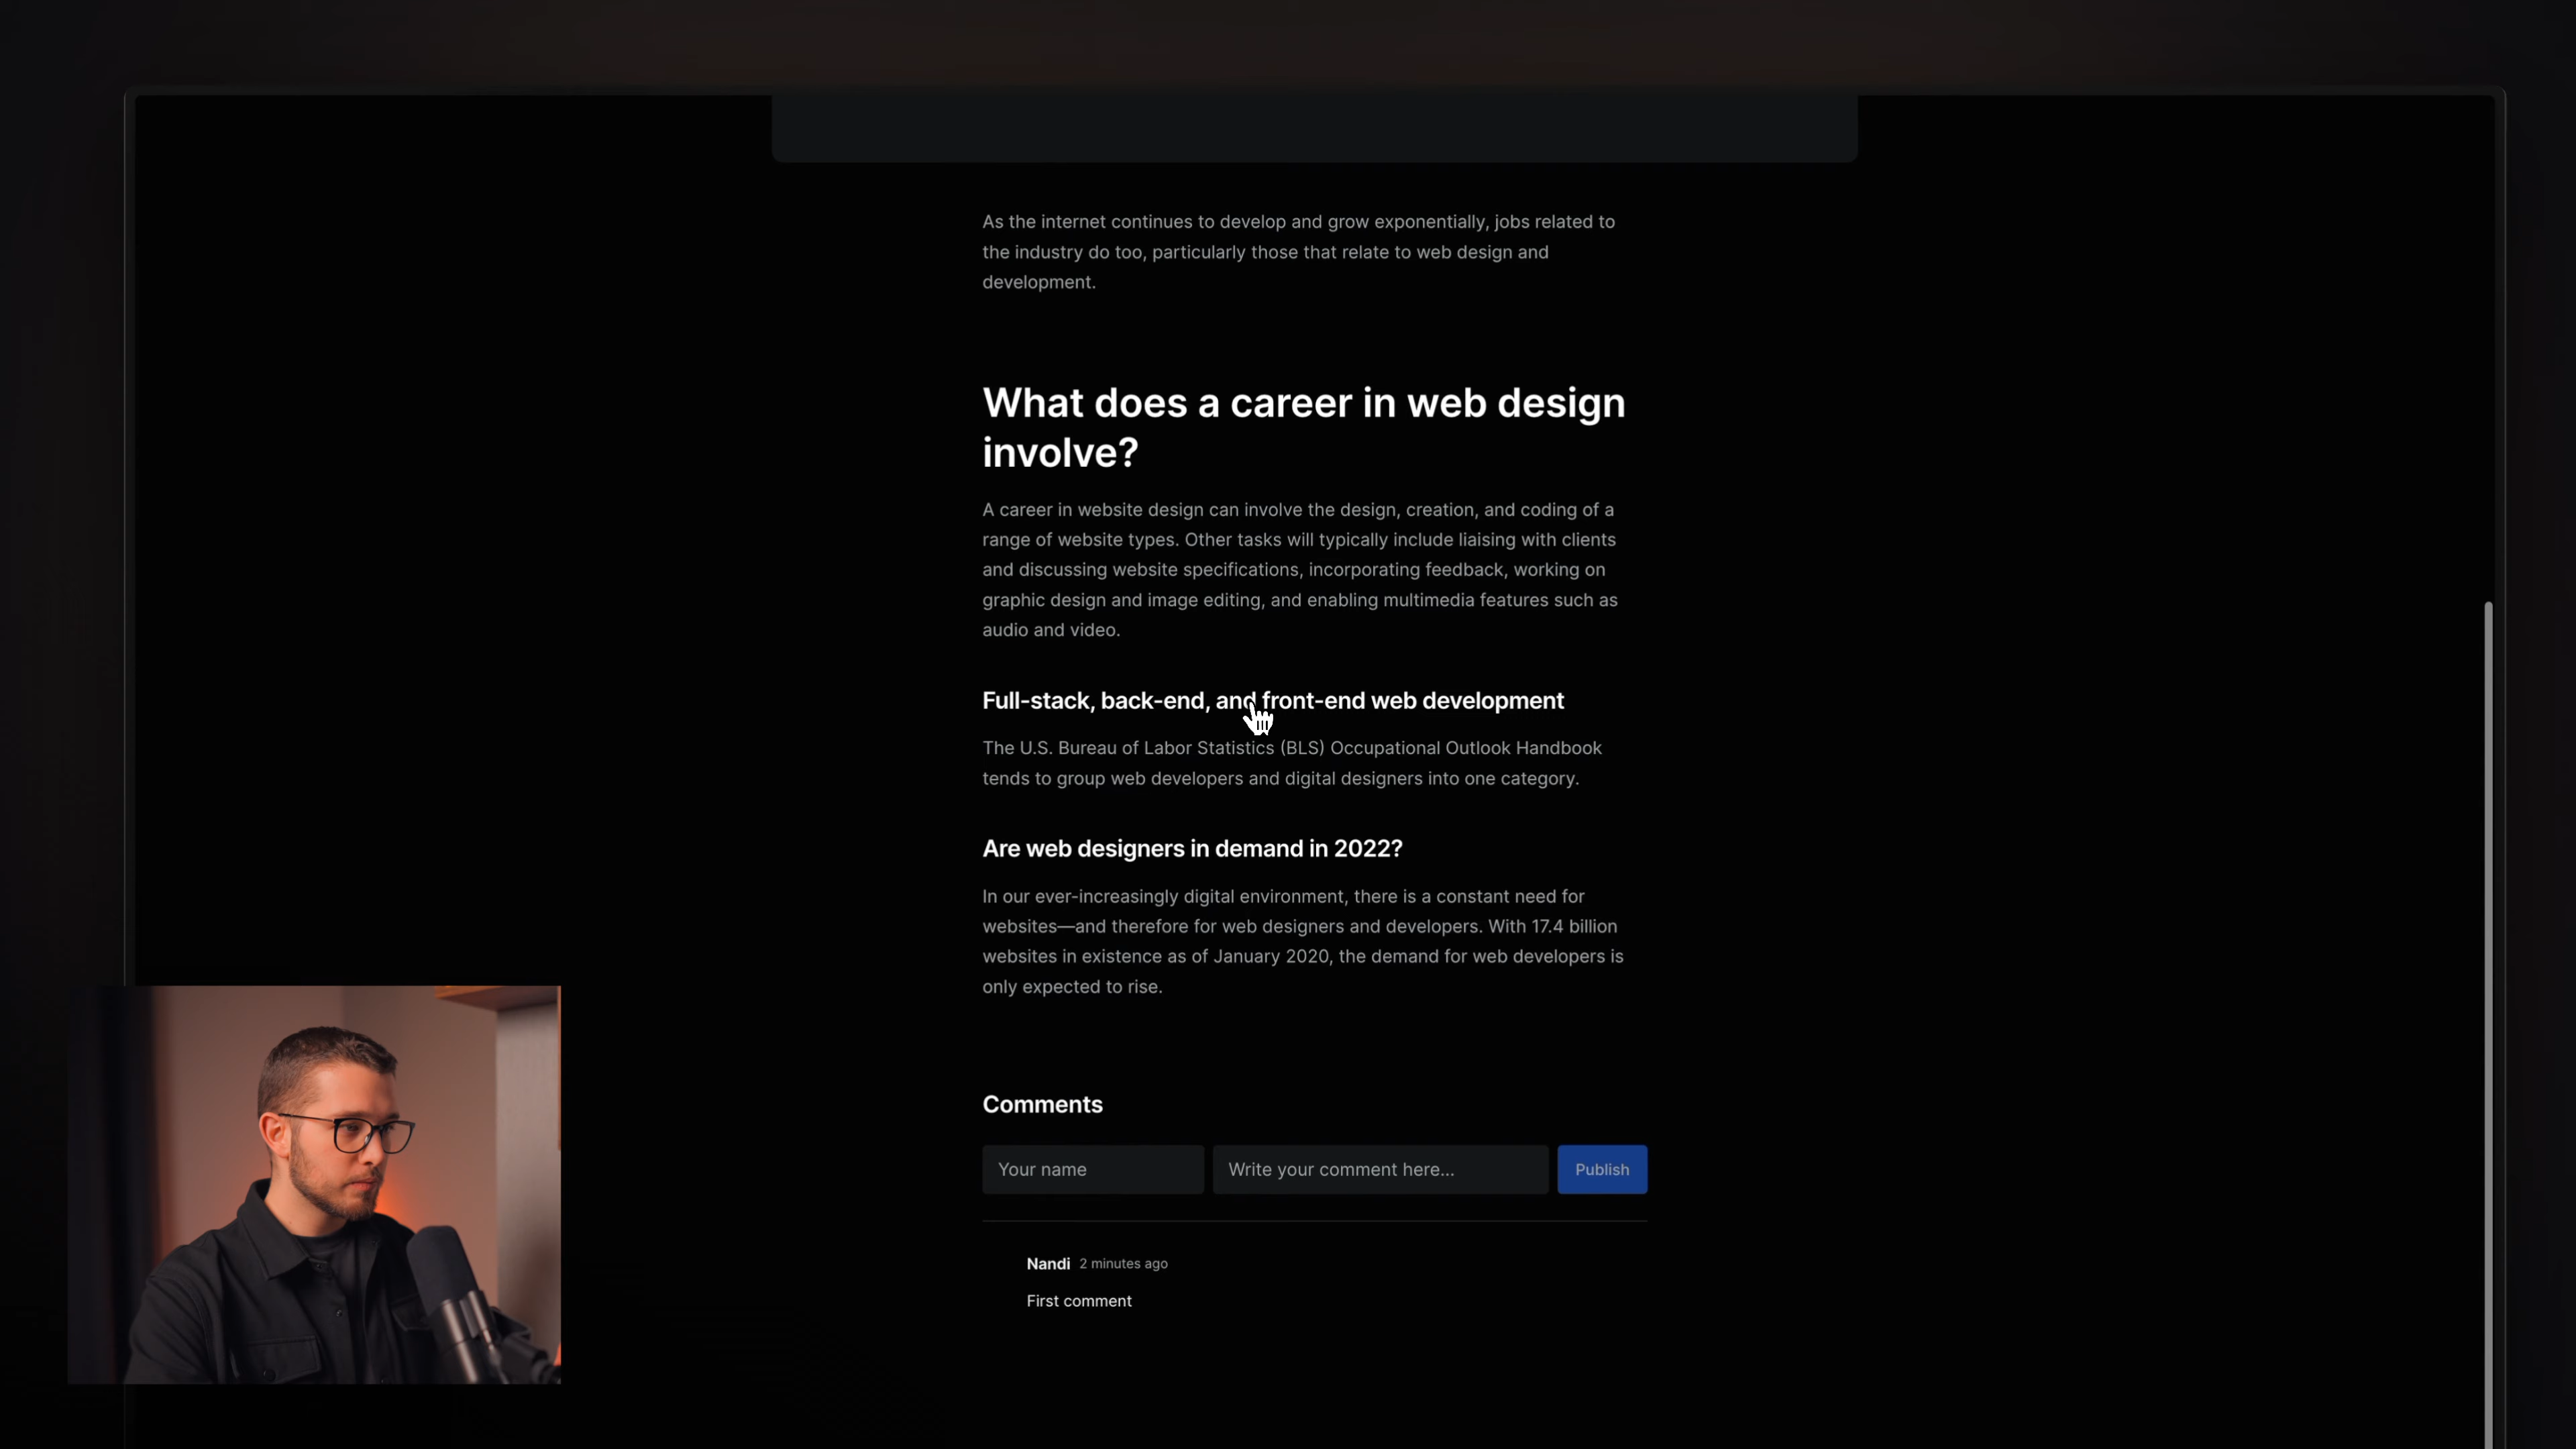 As the internet continues to develop and grow exponentially, jobs related to
the industry do too, particularly those that relate to web design and
development.
What does a career in web design
involve?
A career in website design can involve the design, creation, and coding of a
range of website types. Other tasks will typically include liaising with clients
and discussing website specifications, incorporating feedback, working on
graphic design and image editing, and enabling multimedia features such as
audio and video.
Full-stack, back-end, and front-end web development
The U.S. Bureau of Labor Statistics (BLS) Occupational Outlook Handbook
tends to group web developers and digital designers into one category.
Are web designers in demand in 2022?
In our ever-increasingly digital environment, there is a constant need for
websites—and therefore for web designers and developers. With 17.4 billion
websites in existence as of January 2020, the demand for web developers is
only expected to rise.
Comments
Your name
Write your comment here...
Publish
Nandi 2 minutes ago
First comment